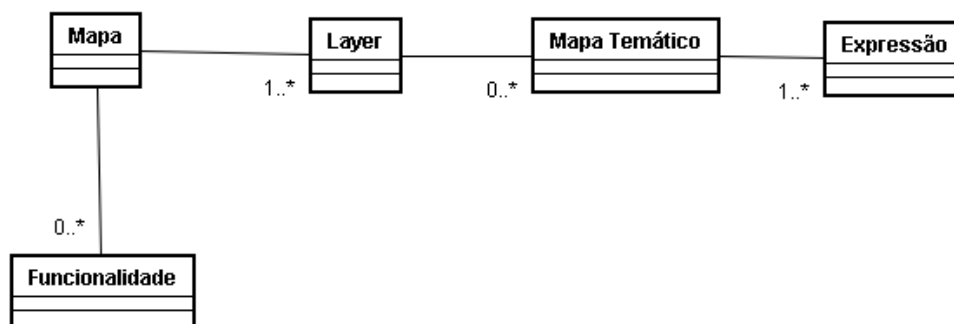 Mapa
Layer
Mapa Temático
Expressão
1..*
0..*
1..*
0..*
Funcionalidade